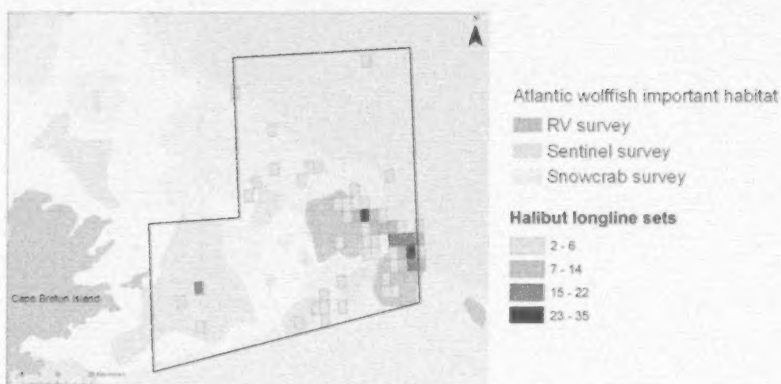 N
Atlantic wolffish important habitat
RV survey
Sentinel survey
Snowcrab survey
Halibut longline sets
2 - 6
7 - 14
15 - 22
23 - 35
Cape Breton Island